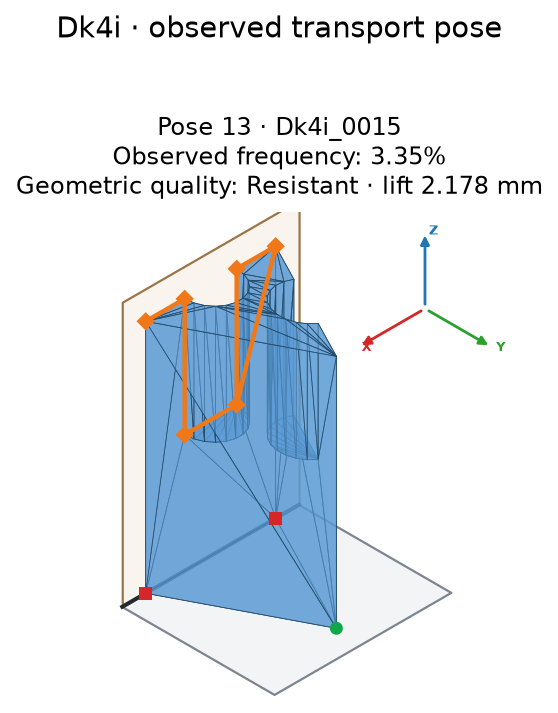 Dk4i · observed transport pose
Pose 13 · Dk4i_0015
Observed frequency: 3.35%
Geometric quality: Resistant · lift 2.178 mm
Z
X
Y